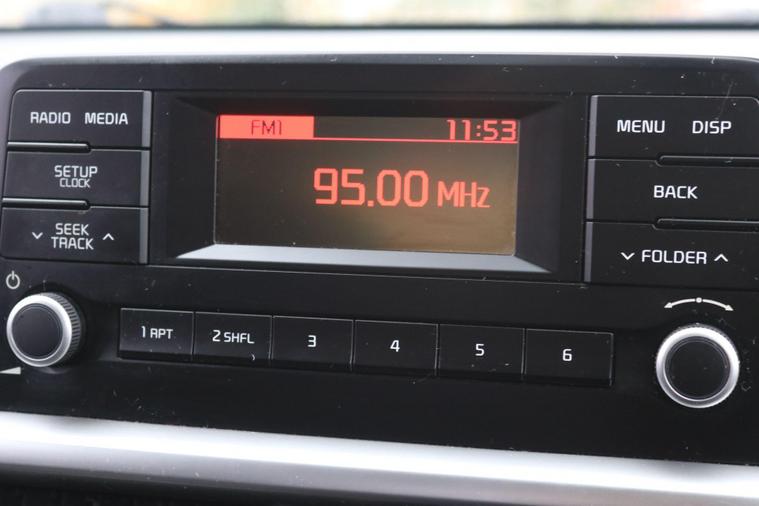 RADIO MEDIA
SETUP
CLOCK
SEEK
TRACK
FM1 11:53
95.00 MHz
MENU DISP
BACK
FOLDER
1 RPT 2 SHFL 3 4 5 6